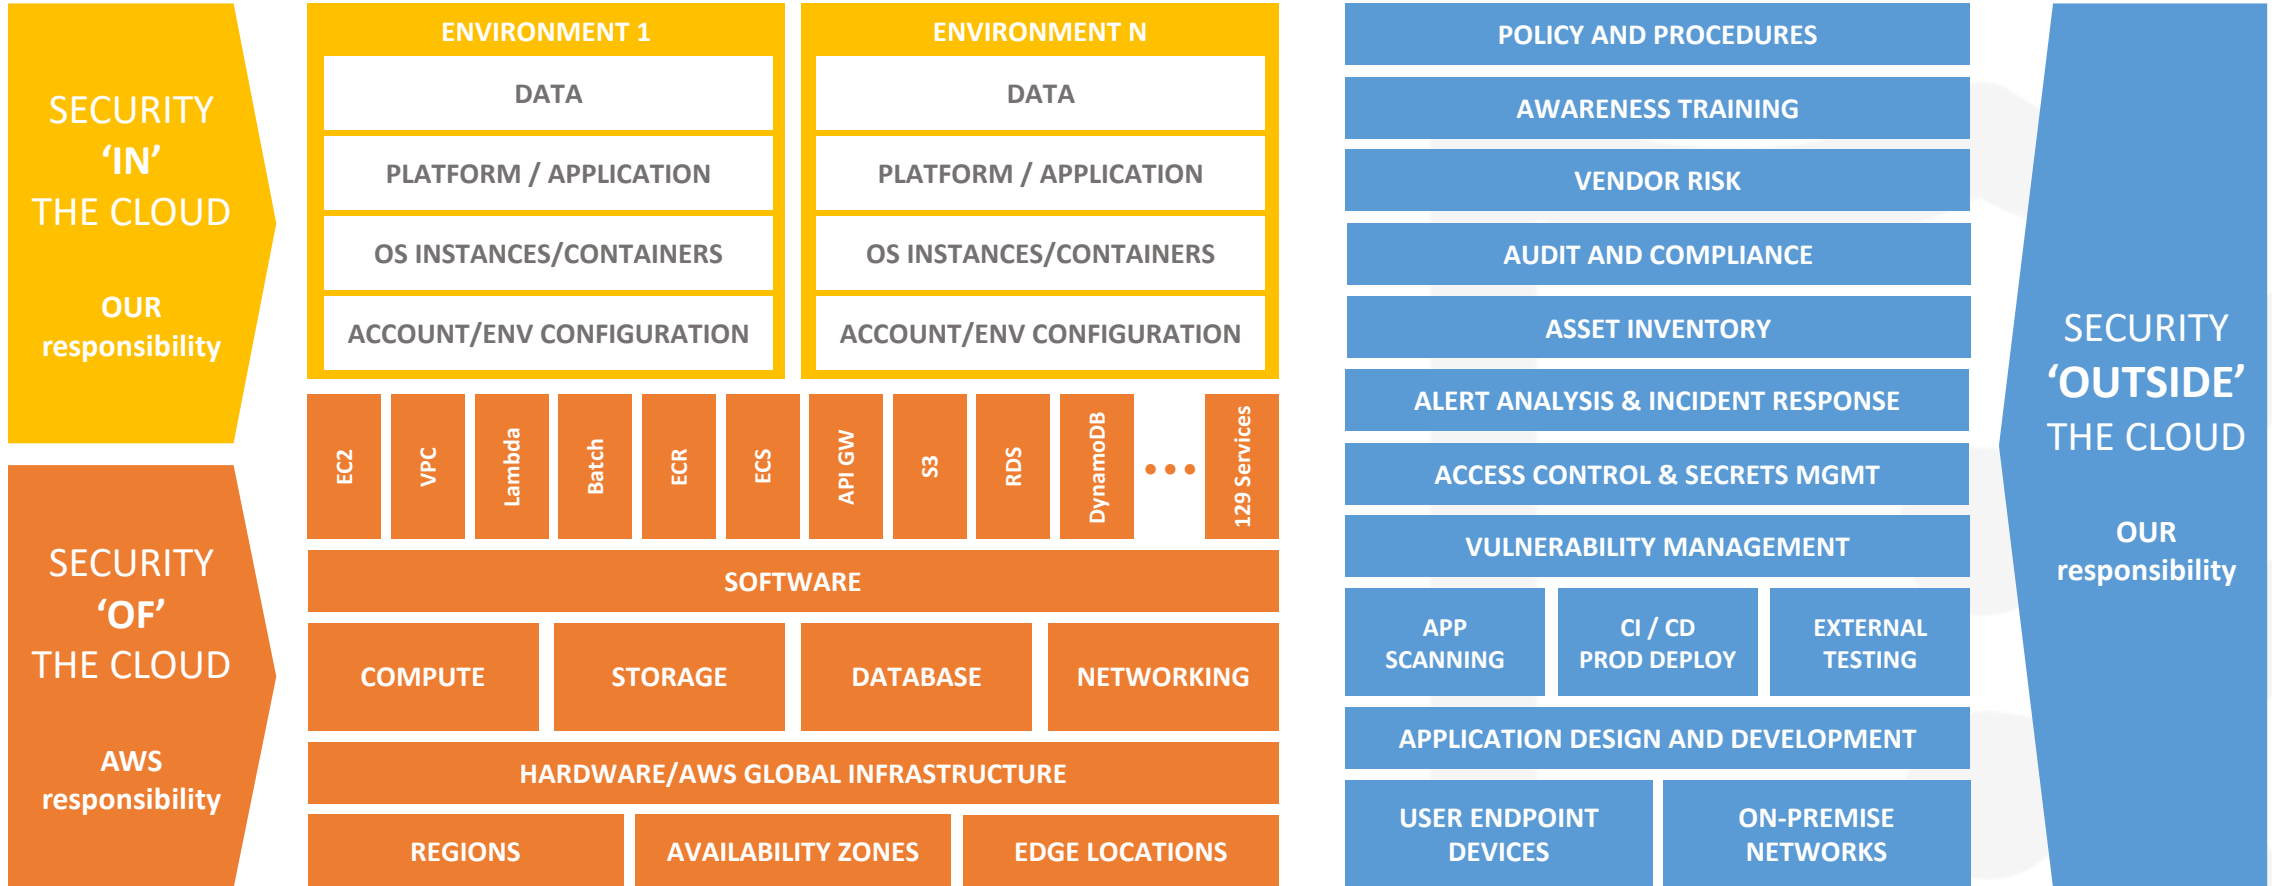 SECURITY
‘IN’
THE CLOUD
OUR
responsibility
SECURITY
‘OF’
THE CLOUD
AWS
responsibility
ENVIRONMENT 1
DATA
PLATFORM / APPLICATION
OS INSTANCES/CONTAINERS
ACCOUNT/ENV CONFIGURATION
ENVIRONMENT N
DATA
PLATFORM / APPLICATION
OS INSTANCES/CONTAINERS
ACCOUNT/ENV CONFIGURATION
EC2
VPC
Lambda
Batch
ECR
ECS
API GW
S3
RDS
DynamoDB
129 Services
SOFTWARE
COMPUTE
STORAGE
DATABASE
NETWORKING
HARDWARE/AWS GLOBAL INFRASTRUCTURE
REGIONS
AVAILABILITY ZONES
EDGE LOCATIONS
POLICY AND PROCEDURES
AWARENESS TRAINING
VENDOR RISK
AUDIT AND COMPLIANCE
ASSET INVENTORY
ALERT ANALYSIS & INCIDENT RESPONSE
ACCESS CONTROL & SECRETS MGMT
VULNERABILITY MANAGEMENT
APP
SCANNING
CI / CD
PROD DEPLOY
EXTERNAL
TESTING
APPLICATION DESIGN AND DEVELOPMENT
USER ENDPOINT
DEVICES
ON-PREMISE
NETWORKS
SECURITY
‘OUTSIDE’
THE CLOUD
OUR
responsibility